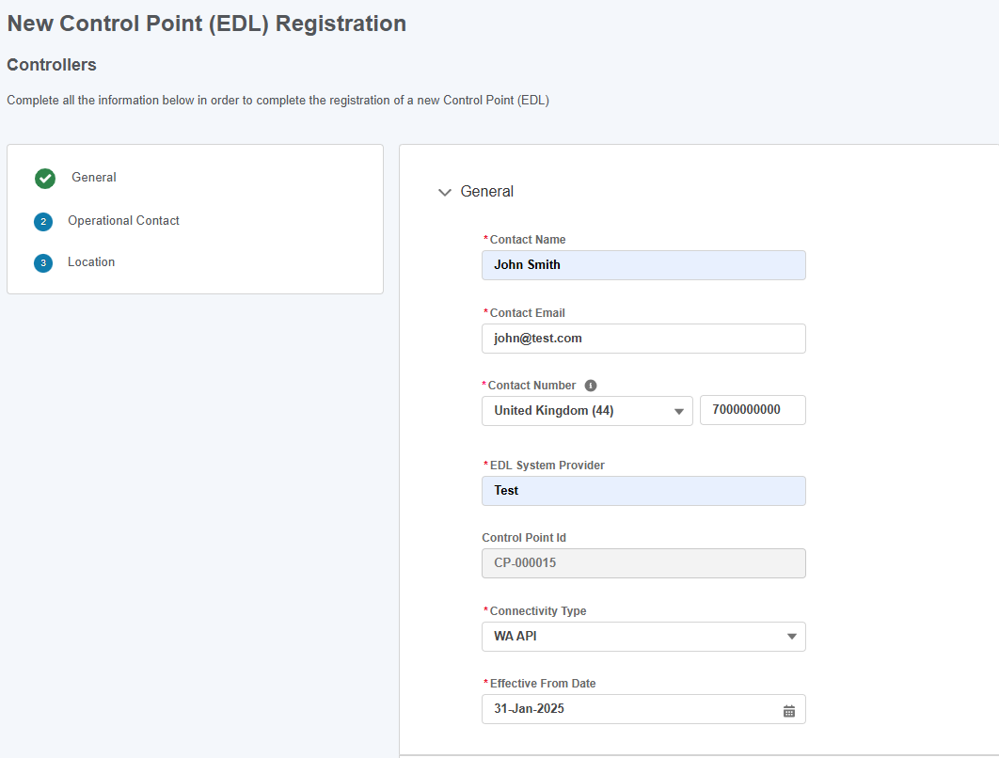 New Control Point (EDL) Registration
Controllers
Complete all the information below in order to complete the registration of a new Control Point (EDL)
General
2 Operational Contact
3 Location
General
*Contact Name
John Smith
*Contact Email
john@test.com
*Contact Number
United Kingdom (44) 7000000000
*EDL System Provider
Test
Control Point Id
CP-000015
*Connectivity Type
WA API
*Effective From Date
31-Jan-2025